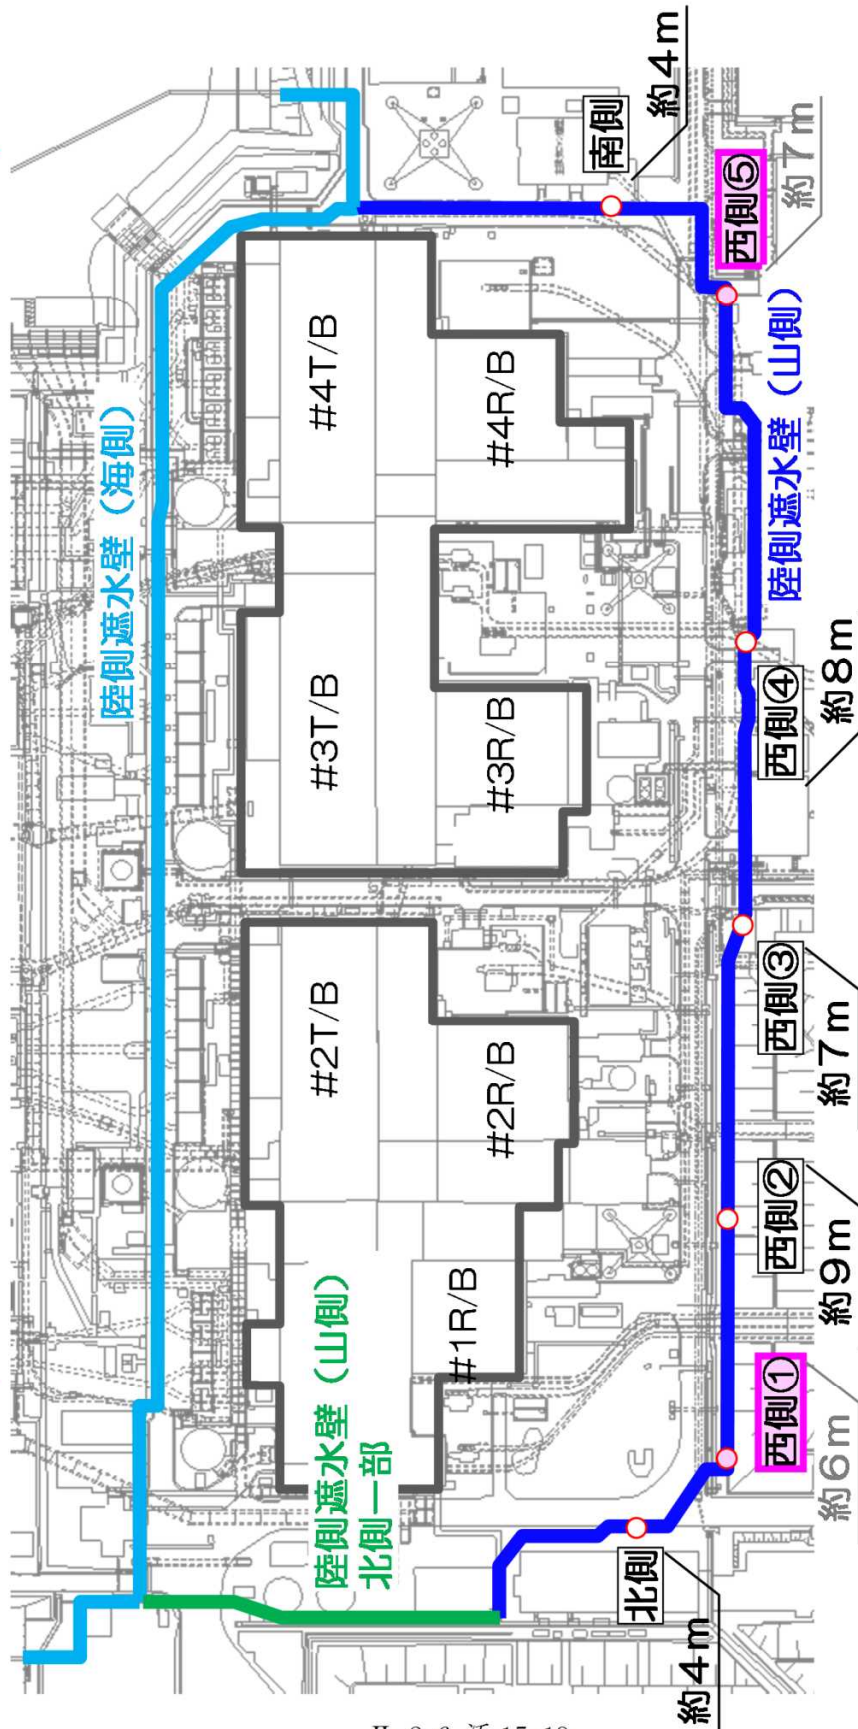 陸側遮水壁（海側）
#4T/B
#3T/B
#2T/B
#4R/B
#3R/B
#2R/B
#1R/B
陸側遮水壁（山側）
北側一部
陸側遮水壁（山側）
北側
約4m
西側①
約6m
西側②
約9m
西側③
約7m
西側④
約8m
西側⑤
約7m
南側
約4m